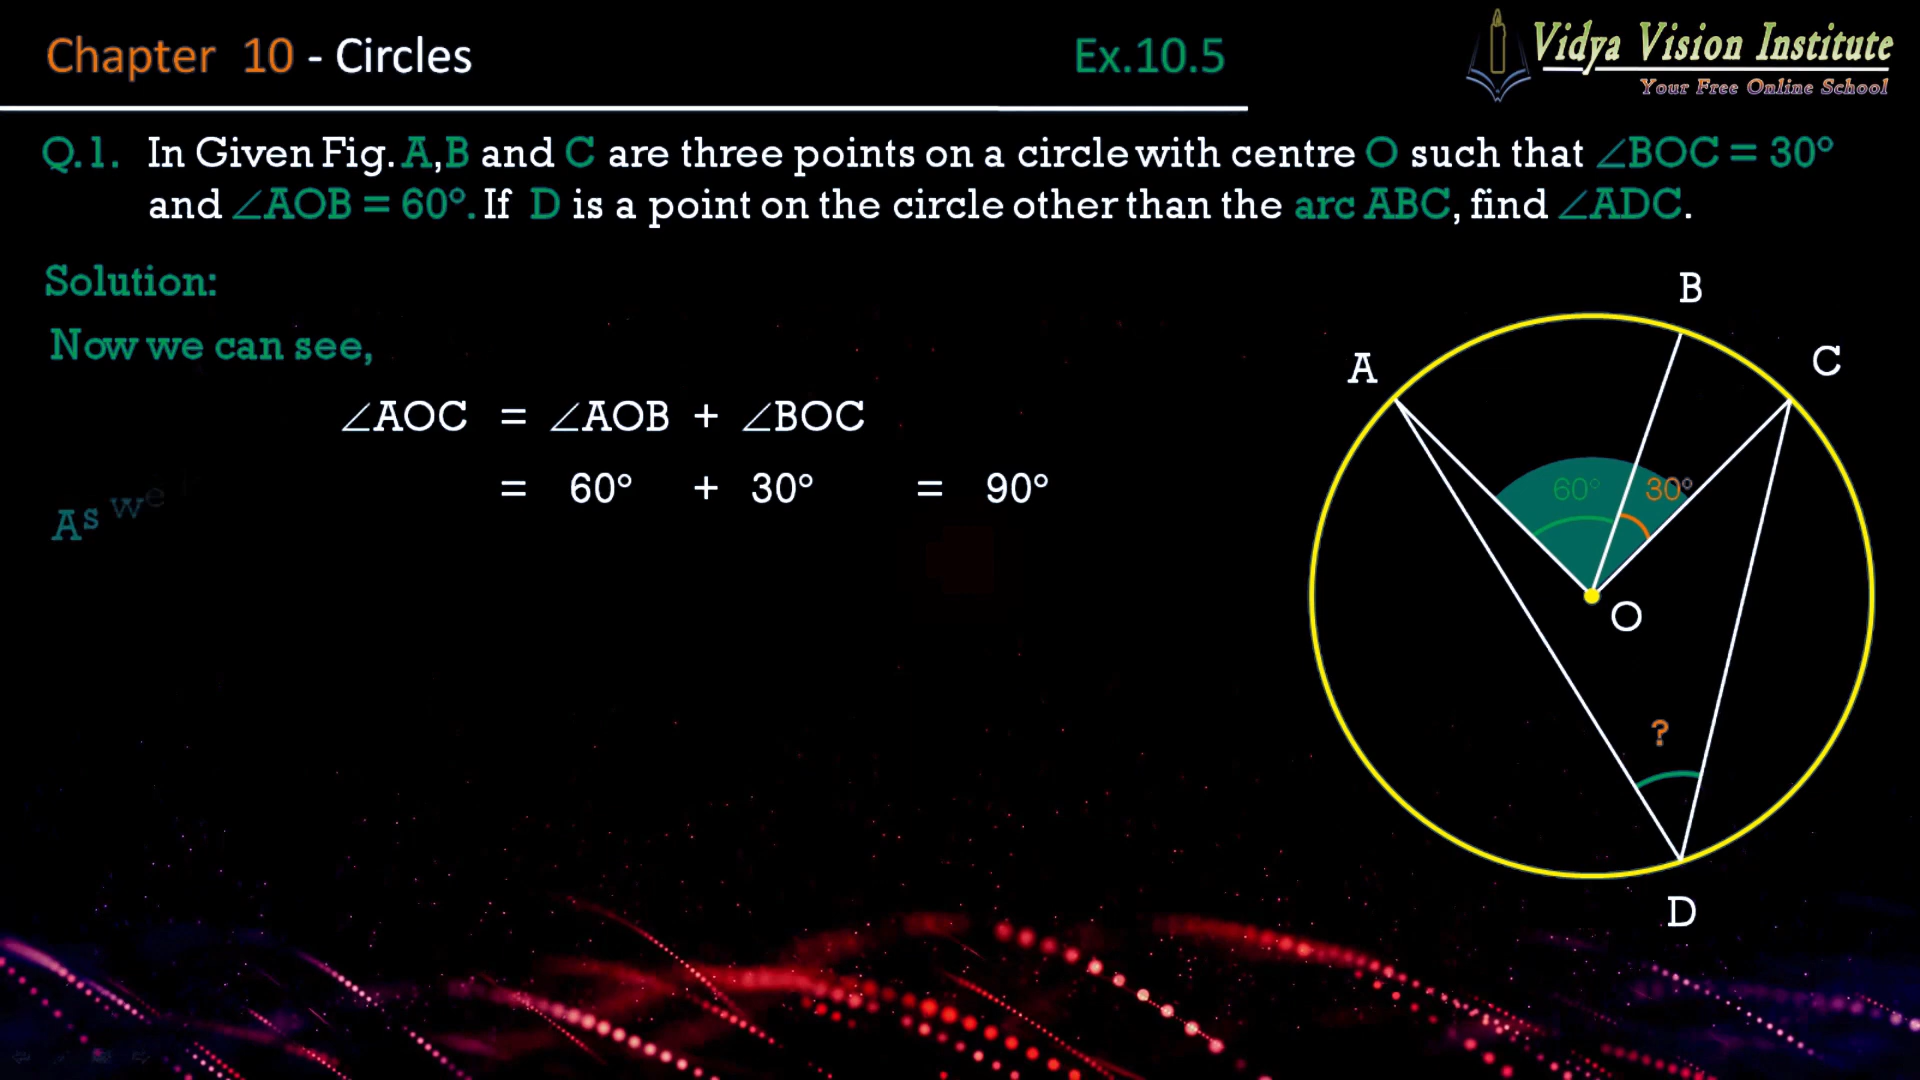 Chapter 10 - Circles
Ex.10.5
Vidya Vision Institute
Your Free Online School
Q.1. In Given Fig. A,B and C are three points on a circle with centre O such that ∠BOC = 30°
and ∠AOB = 60°. If D is a point on the circle other than the arc ABC, find ∠ADC.
Solution:
Now we can see,
∠AOC = ∠AOB + ∠BOC
= 60° + 30° = 90°
As we
B
A
C
60°
30°
O
?
D